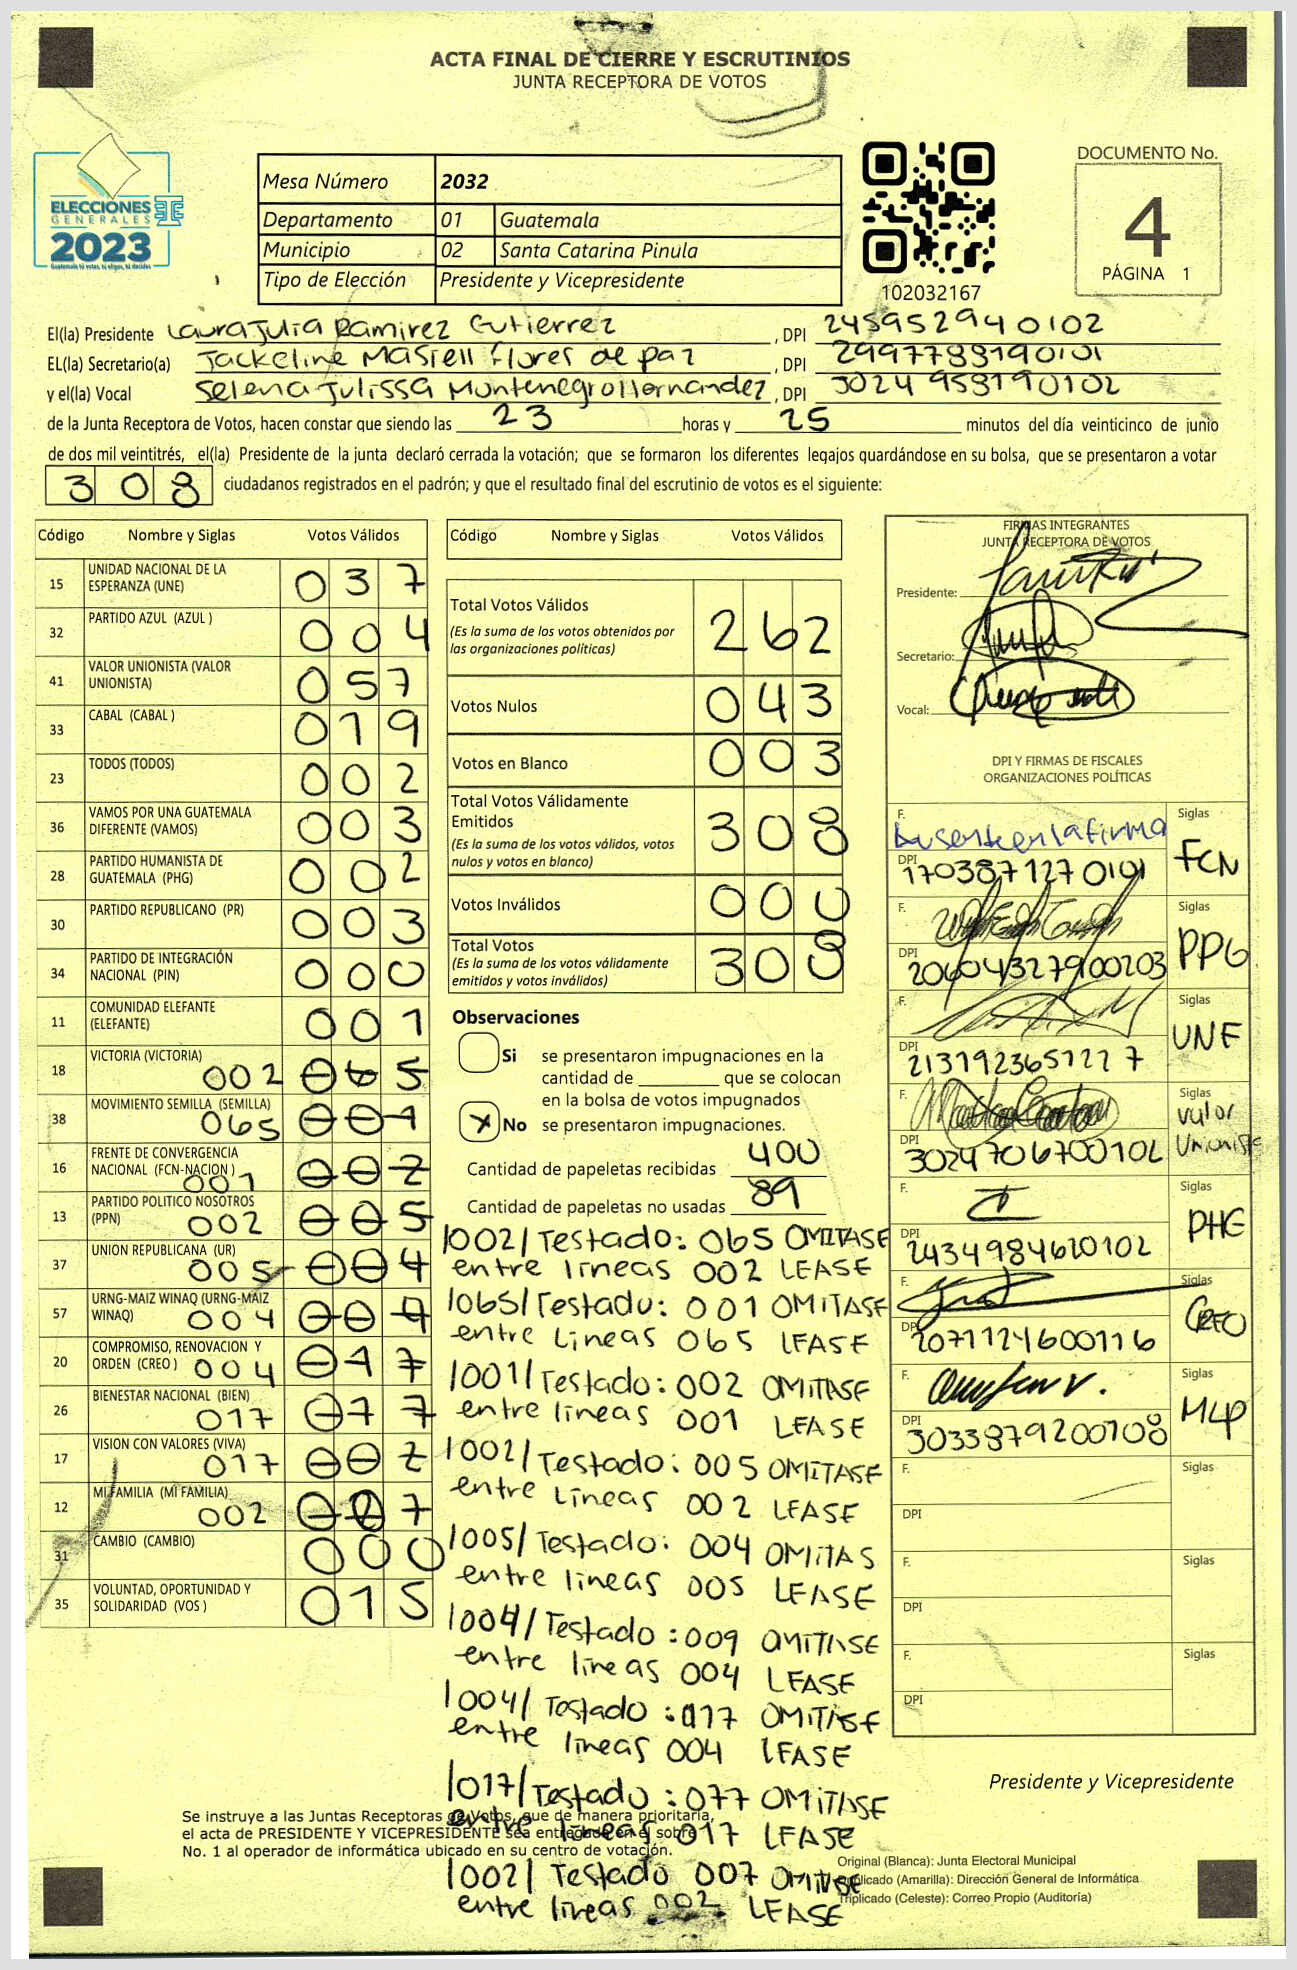 ACTA FINAL DE CIERRE Y ESCRUTINIOS
JUNTA RECEPTORA DE VOTOS
ELECCIONES
GENERALES
2023
Guatemala tú votas, tú eliges, tú decides
Mesa Número 2032
Departamento 01 Guatemala
Municipio 02 Santa Catarina Pinula
Tipo de Elección Presidente y Vicepresidente
102032167
DOCUMENTO No.
4
PÁGINA 1
El(la) Presidente Laura Julia Ramirez Gutierrez , DPI 245952940102
EL(la) Secretario(a) Jackeline Mariell flores de paz , DPI 2997788190101
y el(la) Vocal Selena Julissa Montenegro Hernandez , DPI 3024958190102
de la Junta Receptora de Votos, hacen constar que siendo las 23 horas y 25 minutos del día veinticinco de junio
de dos mil veintitrés, el(la) Presidente de la junta declaró cerrada la votación; que se formaron los diferentes legajos guardándose en su bolsa, que se presentaron a votar
308 ciudadanos registrados en el padrón; y que el resultado final del escrutinio de votos es el siguiente:
Código Nombre y Siglas Votos Válidos
15 UNIDAD NACIONAL DE LA ESPERANZA (UNE) 037
32 PARTIDO AZUL (AZUL ) 004
41 VALOR UNIONISTA (VALOR UNIONISTA) 057
33 CABAL (CABAL ) 019
23 TODOS (TODOS) 002
36 VAMOS POR UNA GUATEMALA DIFERENTE (VAMOS) 003
28 PARTIDO HUMANISTA DE GUATEMALA (PHG) 002
30 PARTIDO REPUBLICANO (PR) 003
34 PARTIDO DE INTEGRACIÓN NACIONAL (PIN) 000
11 COMUNIDAD ELEFANTE (ELEFANTE) 001
18 VICTORIA (VICTORIA) 002 065
38 MOVIMIENTO SEMILLA (SEMILLA) 065 001
16 FRENTE DE CONVERGENCIA NACIONAL (FCN-NACION ) 001 002
13 PARTIDO POLITICO NOSOTROS (PPN) 002 005
37 UNION REPUBLICANA (UR) 005 004
57 URNG-MAIZ WINAQ (URNG-MAIZ WINAQ) 004 009
20 COMPROMISO, RENOVACION Y ORDEN (CREO ) 004 017
26 BIENESTAR NACIONAL (BIEN) 017 077
17 VISION CON VALORES (VIVA) 017 002
12 MI FAMILIA (MI FAMILIA) 002 007
31 CAMBIO (CAMBIO) 000
35 VOLUNTAD, OPORTUNIDAD Y SOLIDARIDAD (VOS ) 015
Código Nombre y Siglas Votos Válidos
Total Votos Válidos 262
(Es la suma de los votos obtenidos por
las organizaciones políticas)
Votos Nulos 043
Votos en Blanco 003
Total Votos Válidamente
Emitidos 308
(Es la suma de los votos válidos, votos
nulos y votos en blanco)
Votos Inválidos 000
Total Votos 308
(Es la suma de los votos válidamente
emitidos y votos inválidos)
Observaciones
Si se presentaron impugnaciones en la
cantidad de ________ que se colocan
en la bolsa de votos impugnados
X No se presentaron impugnaciones.
Cantidad de papeletas recibidas 400
Cantidad de papeletas no usadas 89
|002| Testado: 065 OMITASE
entre lineas 002 LEASE
|065| Testado: 001 OMITASE
entre Lineas 065 LEASE
|001| Testado: 002 OMITASE
entre lineas 001 LEASE
|002| Testado: 005 OMITASE
entre Lineas 002 LEASE
|005| Testado: 004 OMITAS
entre lineas 005 LEASE
|004| Testado: 009 OMITASE
entre lineas 004 LEASE
|004| Testado: 017 OMITASE
entre lineas 004 LEASE
|017| Testado: 077 OMITASE
entre lineas 017 LEASE
|002| Testado 007 OMITASE
entre lineas 002 LEASE
FIRMAS INTEGRANTES
JUNTA RECEPTORA DE VOTOS
Presidente:
Secretario:
Vocal:
DPI Y FIRMAS DE FISCALES
ORGANIZACIONES POLÍTICAS
F. Ausente en la firma Siglas FCN
DPI 1703871270101
F. Siglas PPG
DPI 2060432790203
F. Siglas UNE
DPI 2131923651227
F. Siglas Valor Unionista
DPI 3024706700102
F. Siglas PHG
DPI 2434984620102
F. Siglas CREO
DPI 2071124600116
F. Siglas MLP
DPI 3033879200108
F. Siglas
DPI
F. Siglas
DPI
F. Siglas
DPI
Presidente y Vicepresidente
Se instruye a las Juntas Receptoras de Votos, que de manera prioritaria,
el acta de PRESIDENTE Y VICEPRESIDENTE sea entregada en el sobre
No. 1 al operador de informática ubicado en su centro de votación.
Original (Blanca): Junta Electoral Municipal
Duplicado (Amarilla): Dirección General de Informática
Triplicado (Celeste): Correo Propio (Auditoría)